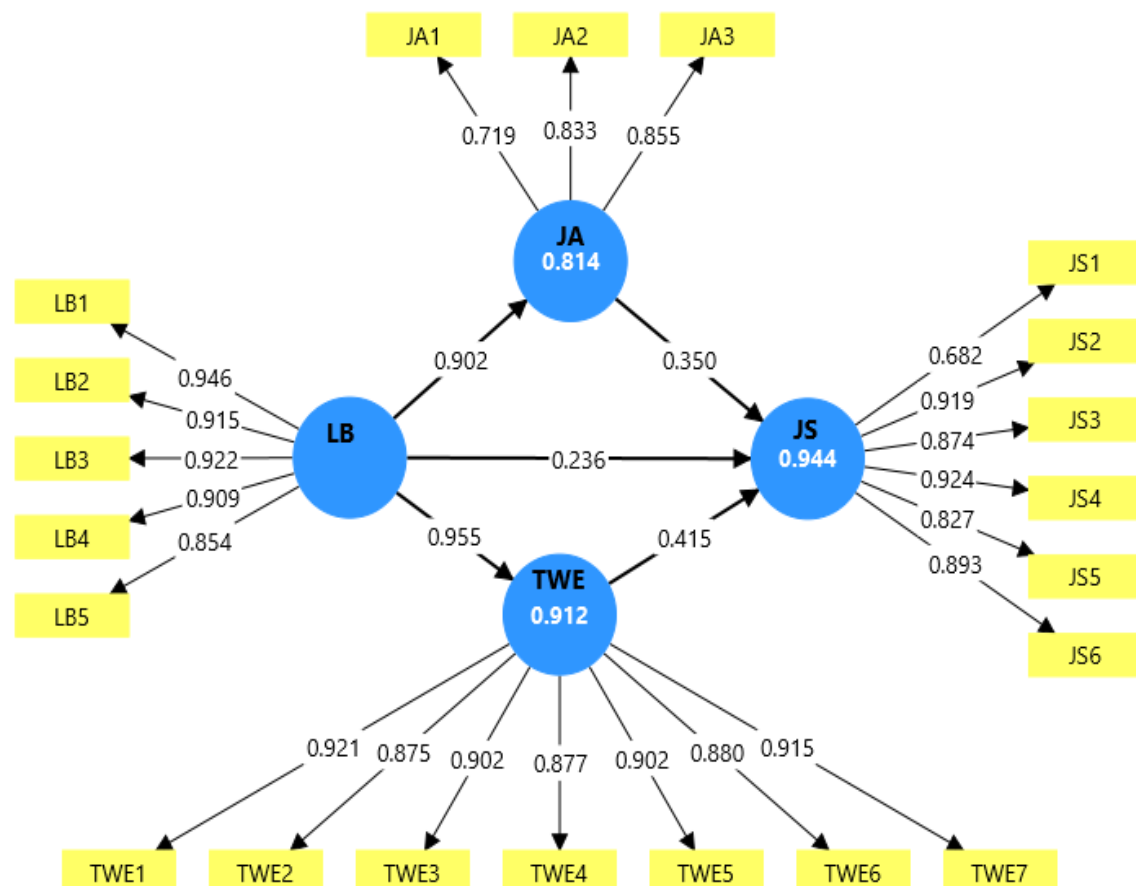 JA1 JA2 JA3
0.719 0.833 0.855
JA
0.814
LB1
LB2
LB3
LB4
LB5
0.946
0.915
0.922
0.909
0.854
LB
0.902
0.350
0.236
0.955
0.415
JS
0.944
0.682
0.919
0.874
0.924
0.827
0.893
JS1
JS2
JS3
JS4
JS5
JS6
TWE
0.912
0.921 0.875 0.902 0.877 0.902 0.880 0.915
TWE1 TWE2 TWE3 TWE4 TWE5 TWE6 TWE7